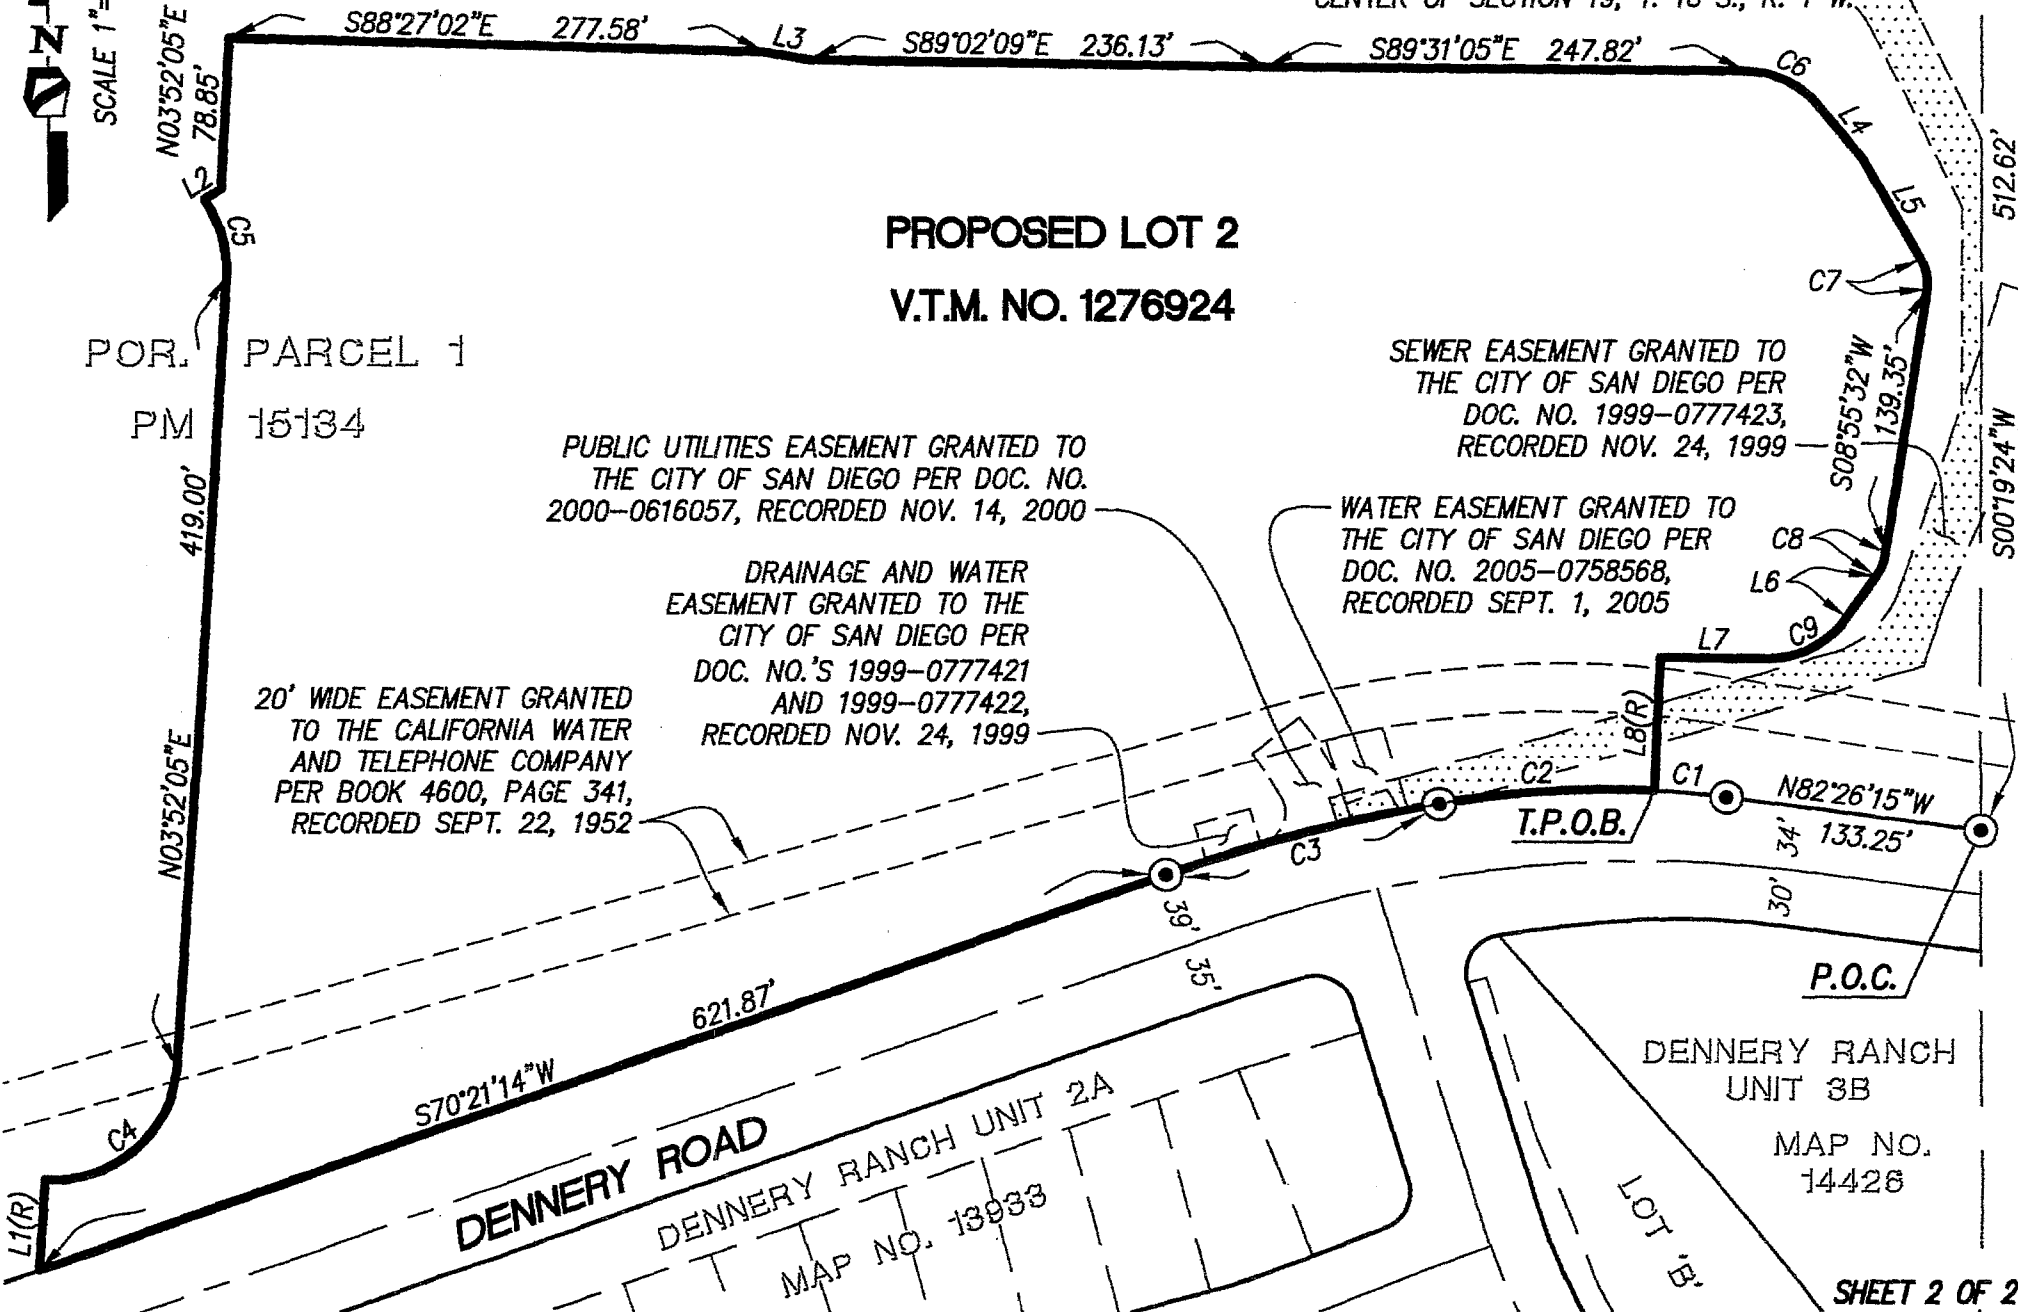 N
SCALE 1"=
N03°52'05"E
78.85'
S88°27'02"E 277.58'
L3
S89°02'09"E 236.13'
S89°31'05"E 247.82'
C6
L4
L5
C7
512.62'
S00°19'24"W
L2
C5
PROPOSED LOT 2
V.T.M. NO. 1276924
POR. PARCEL 1
PM 15134
419.00'
N03°52'05"E
SEWER EASEMENT GRANTED TO
THE CITY OF SAN DIEGO PER
DOC. NO. 1999-0777423,
RECORDED NOV. 24, 1999
S08°55'32"W
139.35'
PUBLIC UTILITIES EASEMENT GRANTED TO
THE CITY OF SAN DIEGO PER DOC. NO.
2000-0616057, RECORDED NOV. 14, 2000
WATER EASEMENT GRANTED TO
THE CITY OF SAN DIEGO PER
DOC. NO. 2005-0758568,
RECORDED SEPT. 1, 2005
C8
L6
C9
L7
L8(R)
DRAINAGE AND WATER
EASEMENT GRANTED TO THE
CITY OF SAN DIEGO PER
DOC. NO.'S 1999-0777421
AND 1999-0777422,
RECORDED NOV. 24, 1999
20' WIDE EASEMENT GRANTED
TO THE CALIFORNIA WATER
AND TELEPHONE COMPANY
PER BOOK 4600, PAGE 341,
RECORDED SEPT. 22, 1952
C2
C1
N82°26'15"W
133.25'
T.P.O.B.
C3
34'
30'
39'
35'
P.O.C.
621.87'
S70°21'14"W
C4
L1(R)
DENNERY ROAD
DENNERY RANCH UNIT 2A
MAP NO. 13933
DENNERY RANCH
UNIT 3B
MAP NO.
14426
LOT 'B'
SHEET 2 OF 2